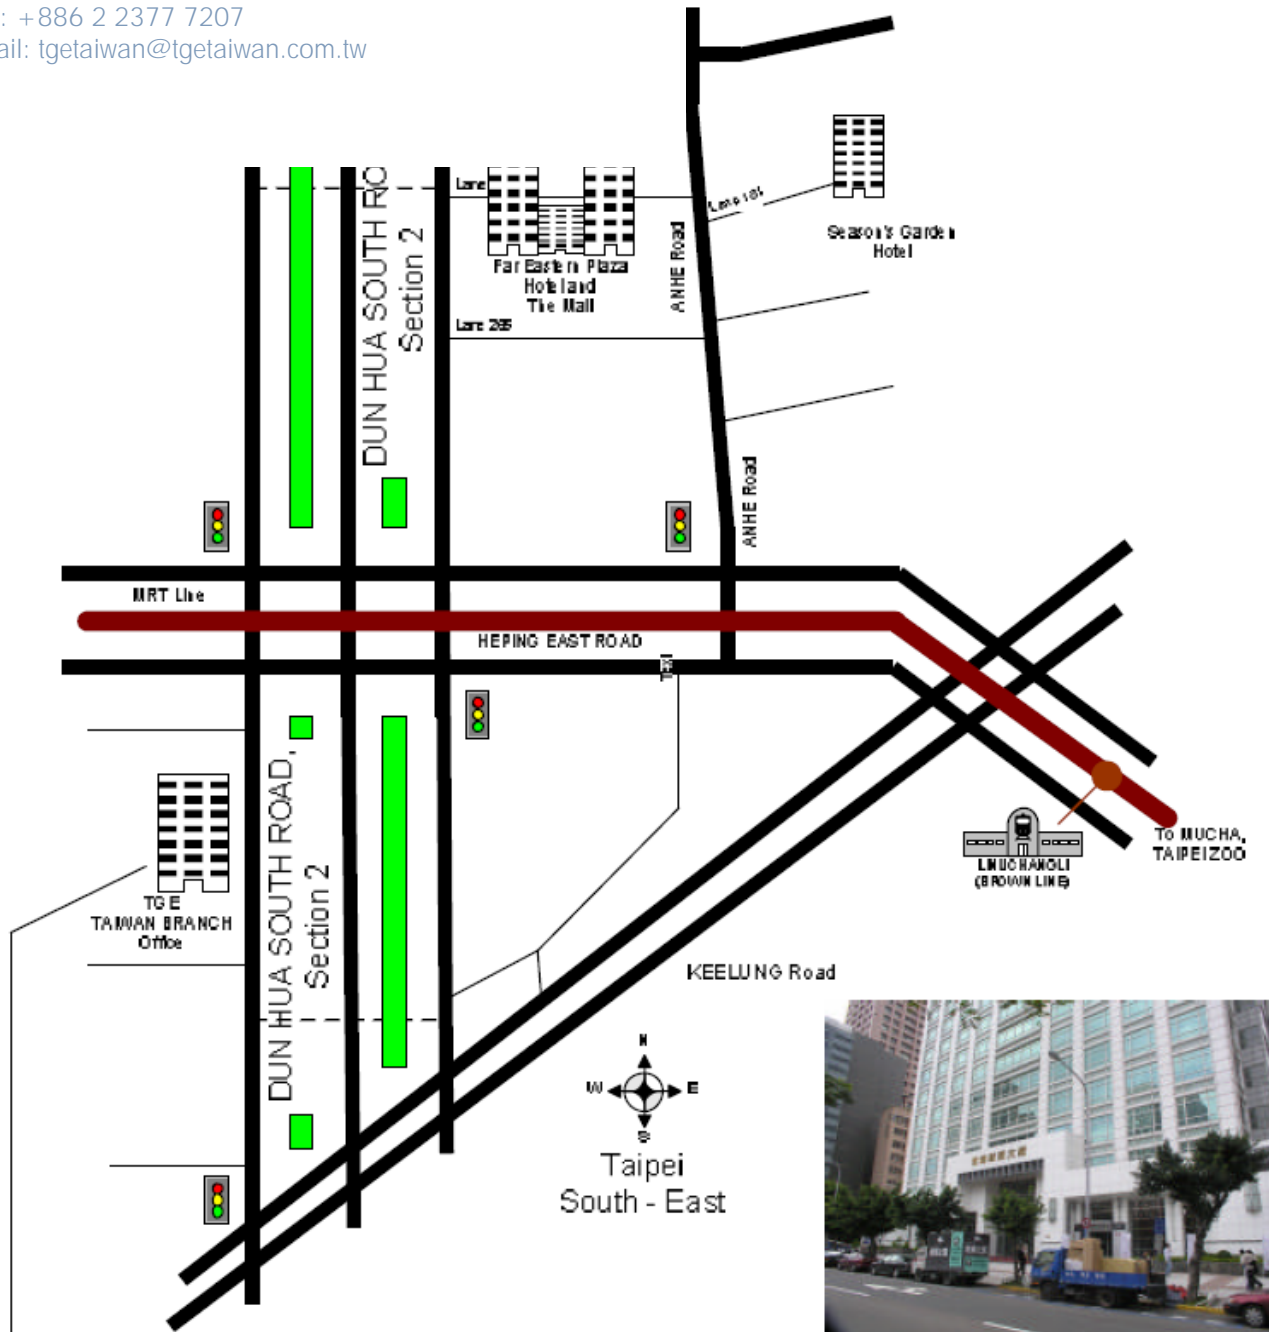 : +886 2 2377 7207
ail: tgetaiwan@tgetaiwan.com.tw
DUN HUA SOUTH RO
Section 2
Lane
Far Eastern Plaza
Hotel and
The Mall
Lane 265
ANHE Road
Season's Garden
Hotel
ANHE Road
MRT Line
HEPING EAST ROAD
DUN HUA SOUTH ROAD,
Section 2
TGE
TAIWAN BRANCH
Office
To MUCHA,
TAIPEI ZOO
(BROWN LINE)
KEELUNG Road
N
W
E
S
Taipei
South - East